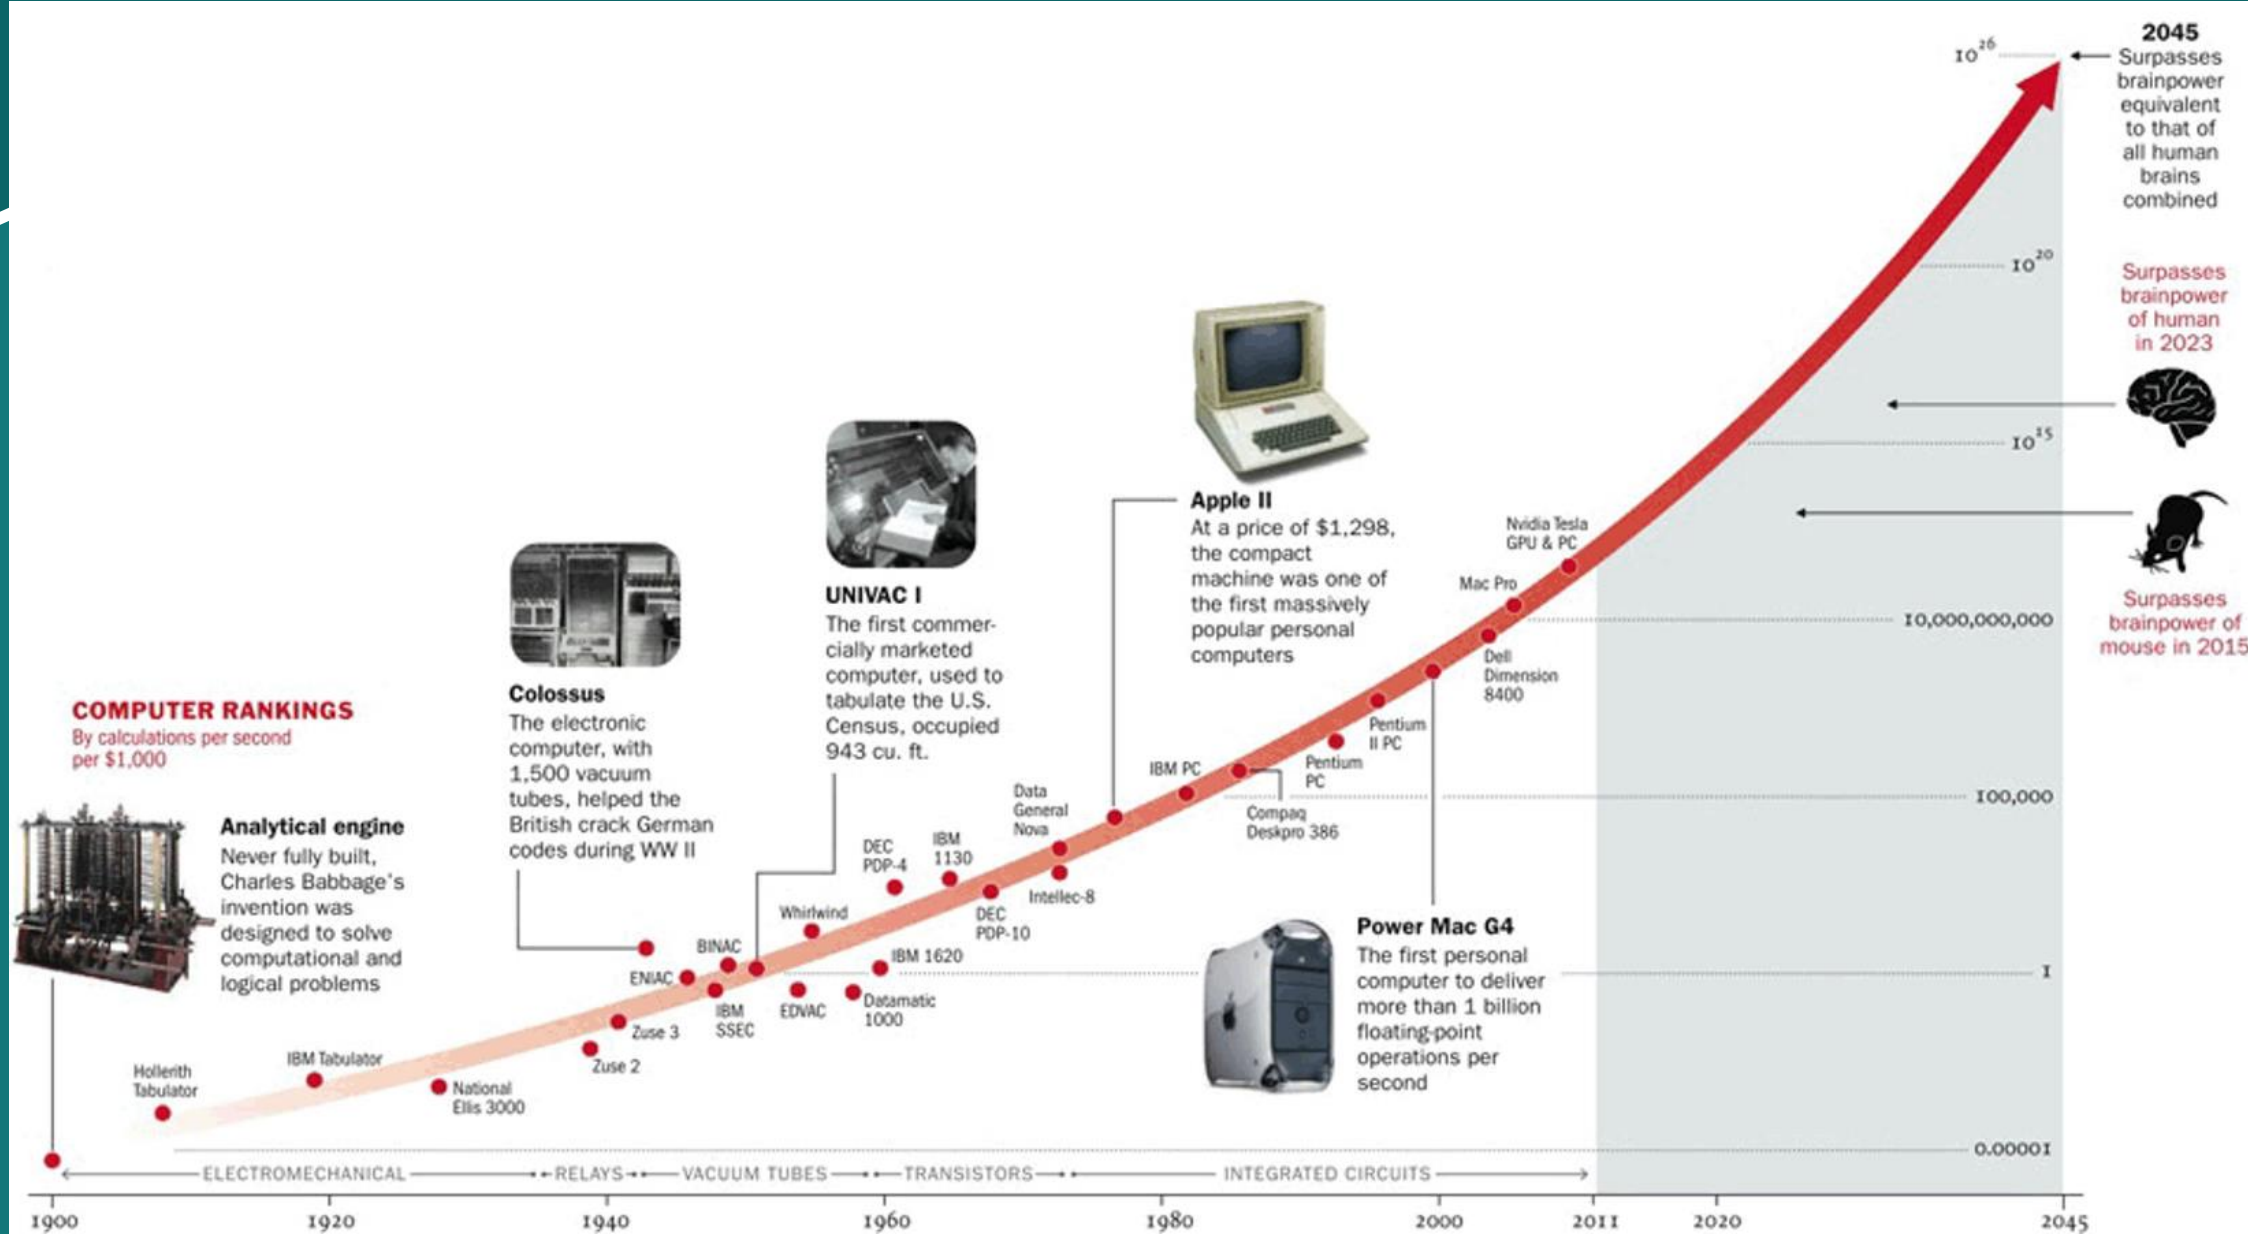 COMPUTER RANKINGS
By calculations per second
per $1,000
Analytical engine
Never fully built,
Charles Babbage's
invention was
designed to solve
computational and
logical problems
Hollerith
Tabulator
IBM Tabulator
National
Ellis 3000
Zuse 2
Zuse 3
Colossus
The electronic
computer, with
1,500 vacuum
tubes, helped the
British crack German
codes during WW II
ENIAC
BINAC
IBM
SSEC
UNIVAC I
The first commer-
cially marketed
computer, used to
tabulate the U.S.
Census, occupied
943 cu. ft.
Whirlwind
EDVAC
Datamatic
1000
IBM 1620
DEC
PDP-4
IBM
1130
DEC
PDP-10
Data
General
Nova
Intellec-8
Apple II
At a price of $1,298,
the compact
machine was one of
the first massively
popular personal
computers
IBM PC
Compaq
Deskpro 386
Pentium
PC
Pentium
II PC
Power Mac G4
The first personal
computer to deliver
more than 1 billion
floating-point
operations per
second
Dell
Dimension
8400
Mac Pro
Nvidia Tesla
GPU & PC
10²⁶
10²⁰
10¹⁵
10,000,000,000
100,000
1
0.00001
2045
Surpasses
brainpower
equivalent
to that of
all human
brains
combined
Surpasses
brainpower
of human
in 2023
Surpasses
brainpower of
mouse in 2015
ELECTROMECHANICAL
RELAYS
VACUUM TUBES
TRANSISTORS
INTEGRATED CIRCUITS
1900
1920
1940
1960
1980
2000
2011
2020
2045